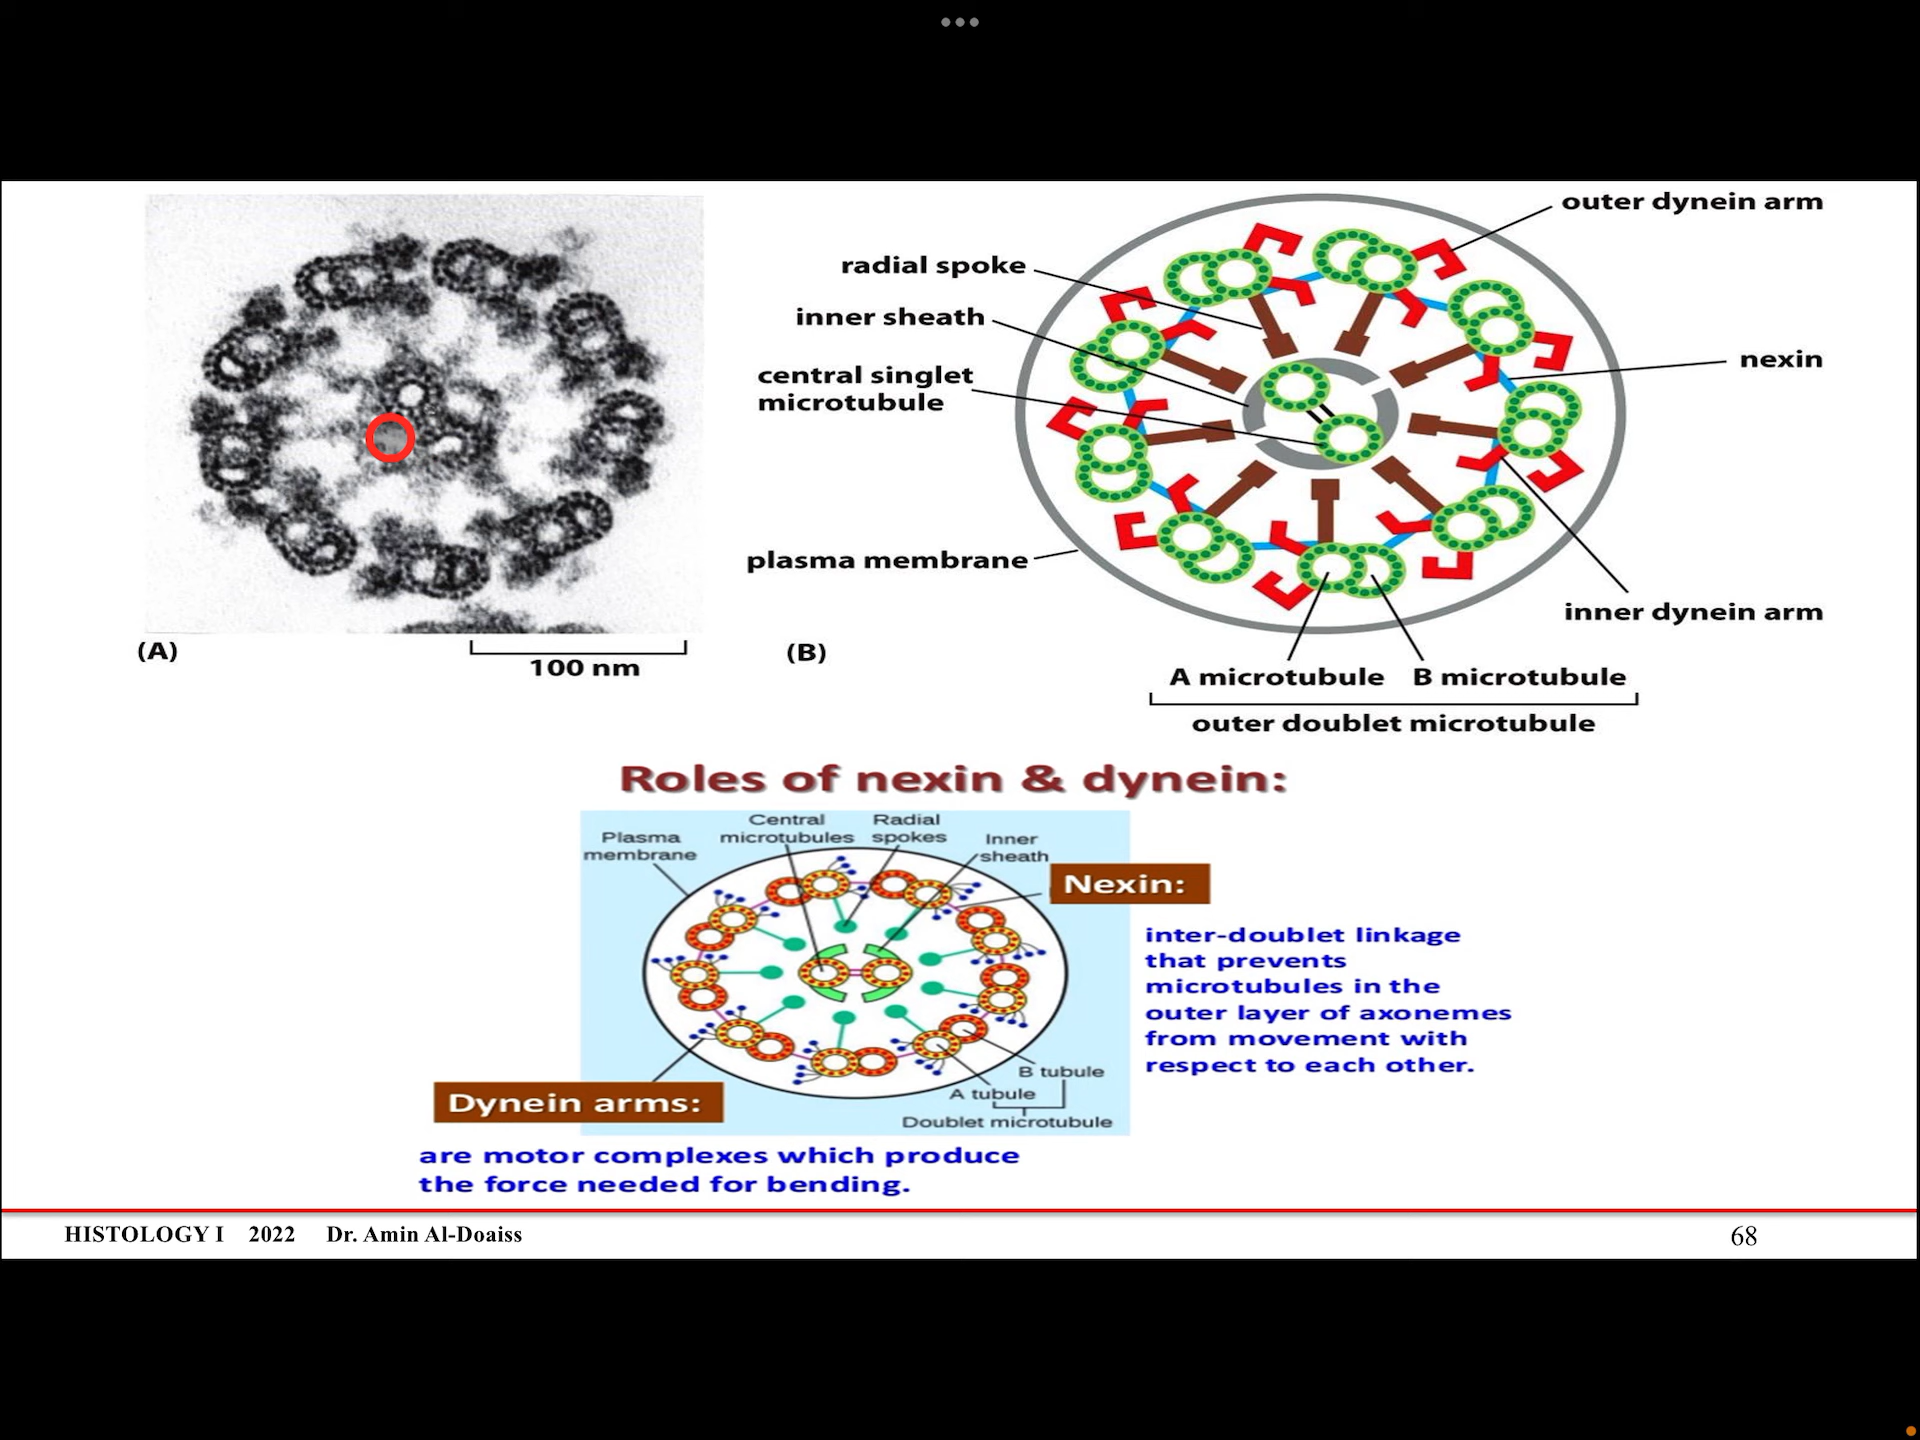 outer dynein arm
radial spoke
inner sheath
nexin
central singlet
microtubule
plasma membrane
inner dynein arm
(A)
100 nm
(B)
A microtubule B microtubule
outer doublet microtubule
Roles of nexin & dynein:
Central
microtubules
Radial
spokes
Plasma
membrane
Inner
sheath
Nexin:
inter-doublet linkage
that prevents
microtubules in the
outer layer of axonemes
from movement with
respect to each other.
B tubule
A tubule
Doublet microtubule
Dynein arms:
are motor complexes which produce
the force needed for bending.
HISTOLOGY I 2022 Dr. Amin Al-Doaiss
68